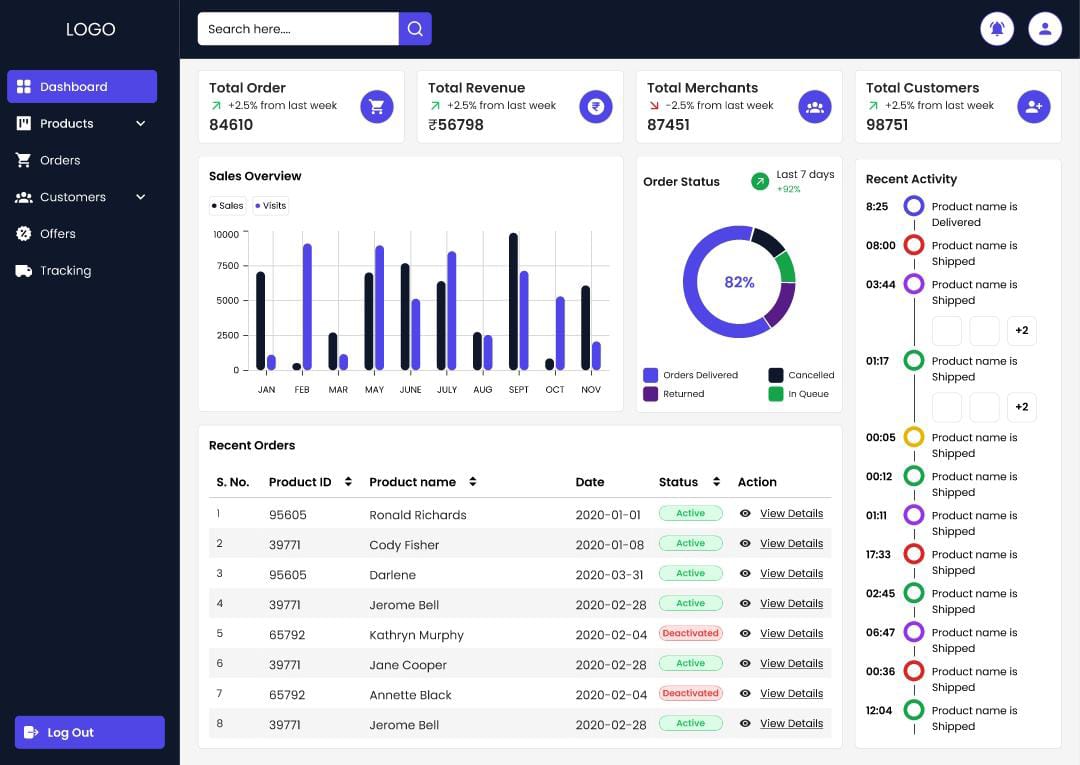 LOGO
Search here....
Dashboard
Products
Orders
Customers
Offers
Tracking
Log Out
Total Order
+2.5% from last week
84610
Total Revenue
+2.5% from last week
₹56798
Total Merchants
-2.5% from last week
87451
Total Customers
+2.5% from last week
98751
Sales Overview
Sales Visits
10000
7500
5000
2500
0
JAN FEB MAR MAY JUNE JULY AUG SEPT OCT NOV
Order Status
Last 7 days
+92%
82%
Orders Delivered Cancelled
Returned In Queue
Recent Orders
S. No. Product ID Product name Date Status Action
1 95605 Ronald Richards 2020-01-01 Active View Details
2 39771 Cody Fisher 2020-01-08 Active View Details
3 95605 Darlene 2020-03-31 Active View Details
4 39771 Jerome Bell 2020-02-28 Active View Details
5 65792 Kathryn Murphy 2020-02-04 Deactivated View Details
6 39771 Jane Cooper 2020-02-28 Active View Details
7 65792 Annette Black 2020-02-04 Deactivated View Details
8 39771 Jerome Bell 2020-02-28 Active View Details
Recent Activity
8:25 Product name is
Delivered
08:00 Product name is
Shipped
03:44 Product name is
Shipped
+2
01:17 Product name is
Shipped
+2
00:05 Product name is
Shipped
00:12 Product name is
Shipped
01:11 Product name is
Shipped
17:33 Product name is
Shipped
02:45 Product name is
Shipped
06:47 Product name is
Shipped
00:36 Product name is
Shipped
12:04 Product name is
Shipped